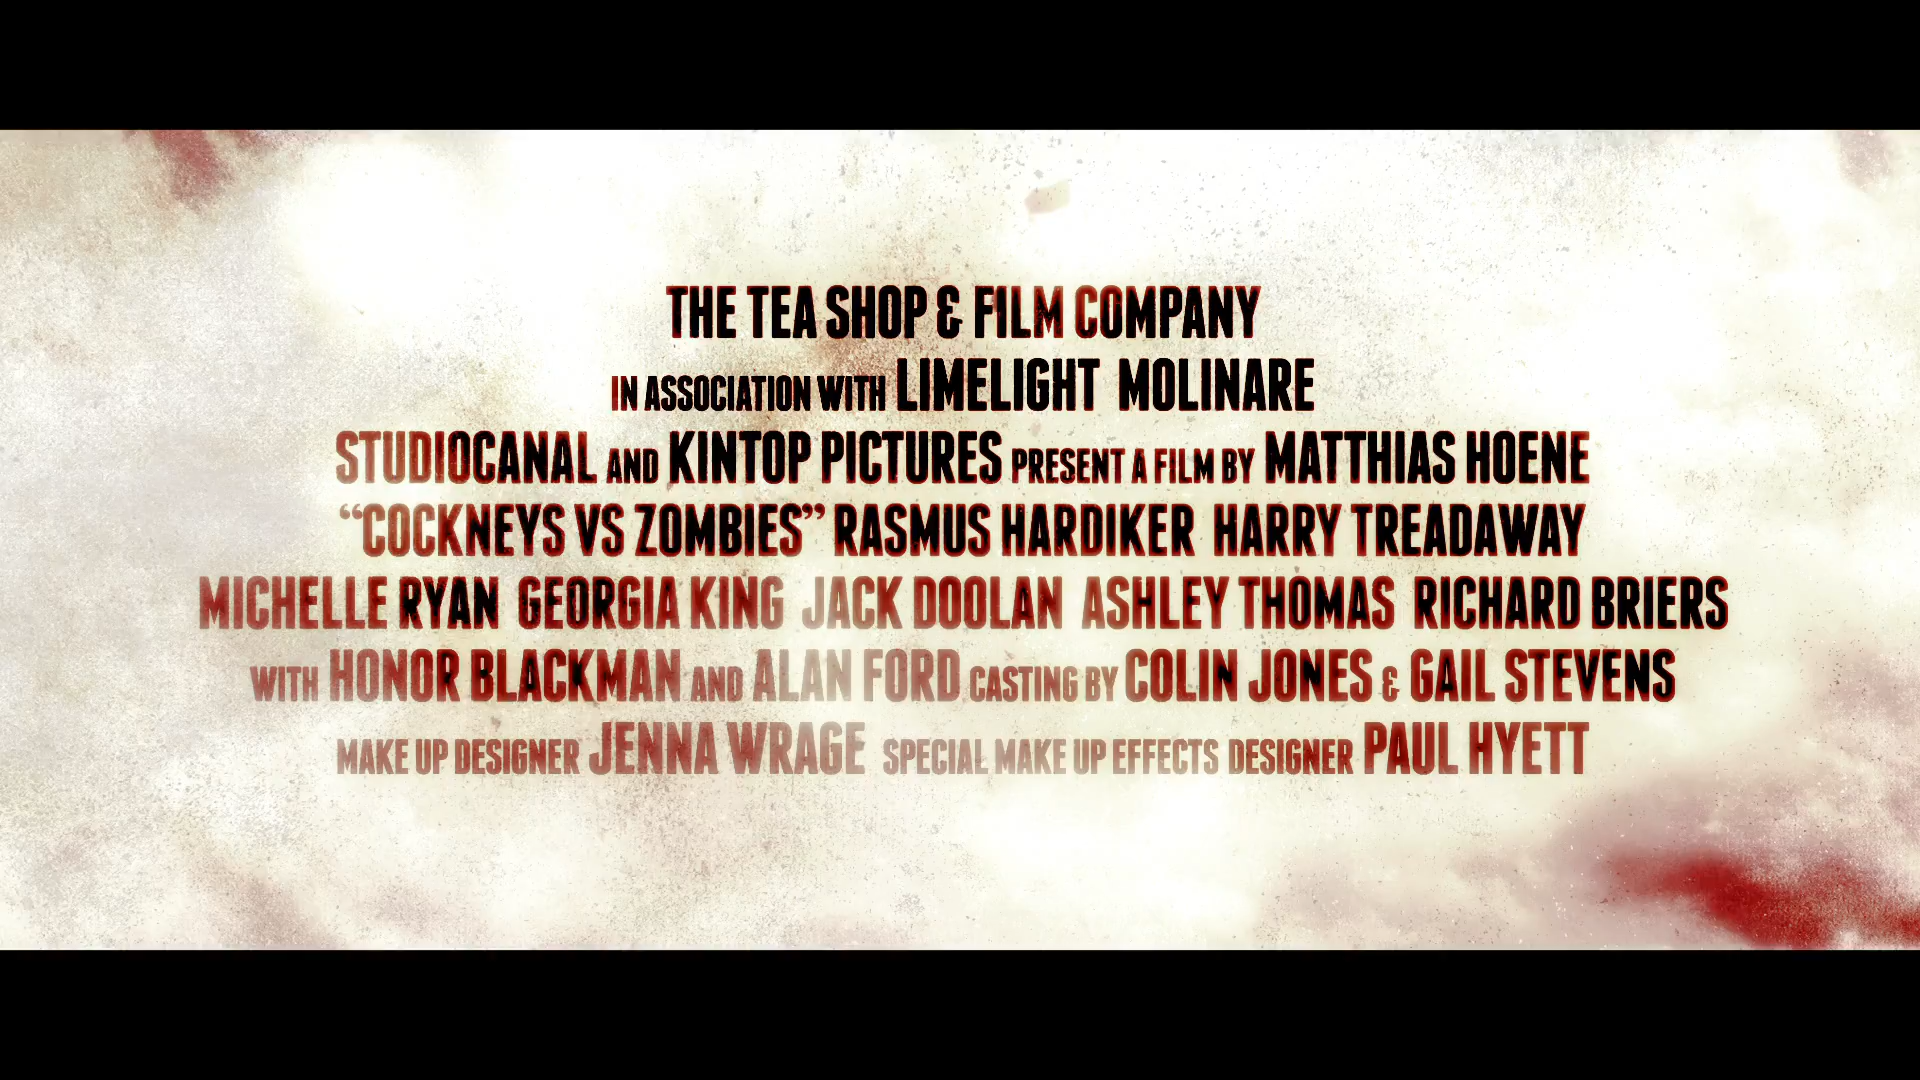 THE TEA SHOP & FILM COMPANY
IN ASSOCIATION WITH LIMELIGHT MOLINARE
STUDIOCANAL AND KINTOP PICTURES PRESENT A FILM BY MATTHIAS HOENE
“COCKNEYS VS ZOMBIES” RASMUS HARDIKER HARRY TREADAWAY
MICHELLE RYAN GEORGIA KING JACK DOOLAN ASHLEY THOMAS RICHARD BRIERS
WITH HONOR BLACKMAN AND ALAN FORD CASTING BY COLIN JONES & GAIL STEVENS
MAKE UP DESIGNER JENNA WRAGE SPECIAL MAKE UP EFFECTS DESIGNER PAUL HYETT